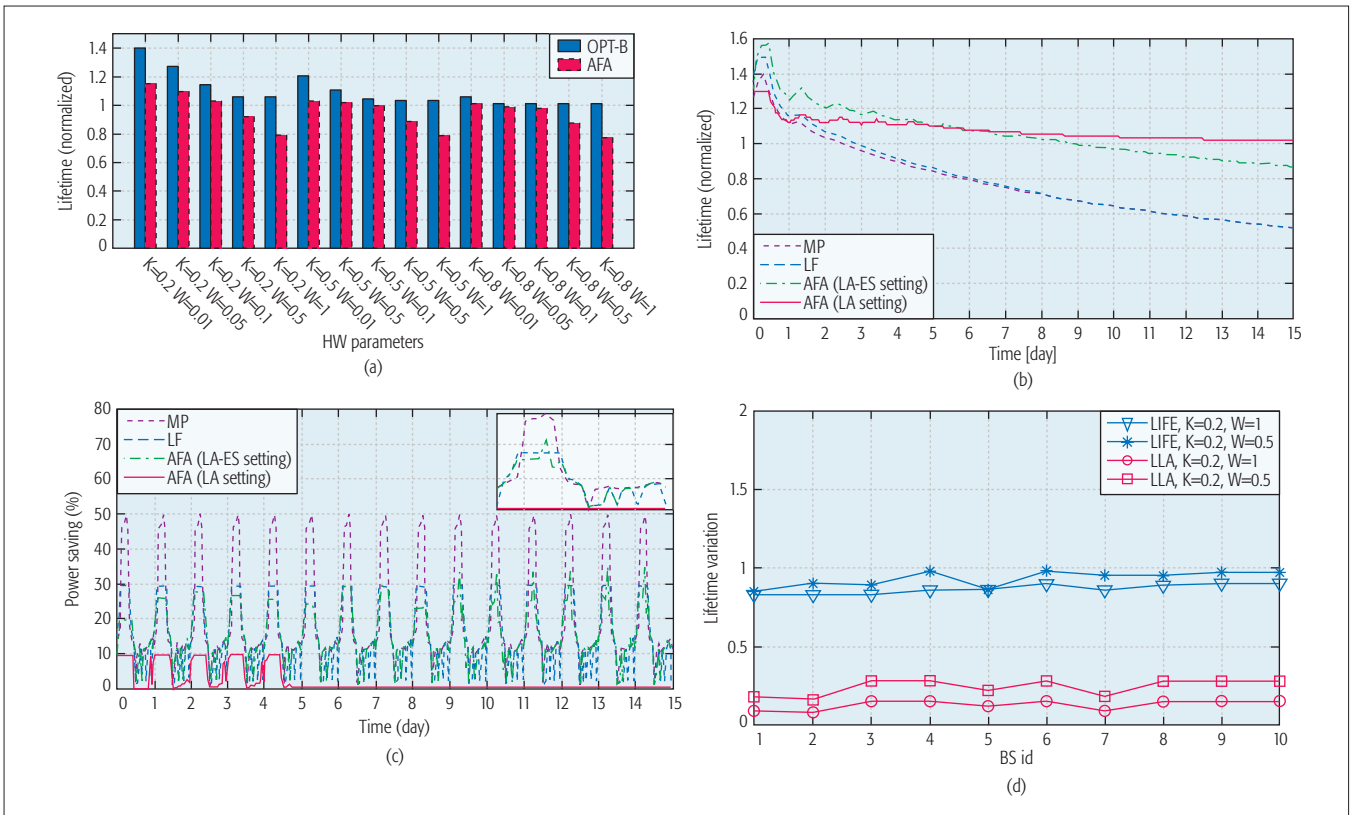 1.4
1.2
1
0.8
0.6
0.4
0.2
0
Lifetime (normalized)
OPT-B
AFA
K=0.2 W=0.01
K=0.2 W=0.05
K=0.2 W=0.1
K=0.2 W=0.5
K=0.2 W=1
K=0.5 W=0.01
K=0.5 W=0.05
K=0.5 W=0.1
K=0.5 W=0.5
K=0.5 W=1
K=0.8 W=0.01
K=0.8 W=0.05
K=0.8 W=0.1
K=0.8 W=0.5
K=0.8 W=1
HW parameters
(a)
1.6
1.4
1.2
1
0.8
0.6
0.4
0.2
0
Lifetime (normalized)
MP
LF
AFA (LA-ES setting)
AFA (LA setting)
0 1 2 3 4 5 6 7 8 9 10 11 12 13 14 15
Time [day]
(b)
80
70
60
50
40
30
20
10
0
Power saving (%)
MP
LF
AFA (LA-ES setting)
AFA (LA setting)
0 1 2 3 4 5 6 7 8 9 10 11 12 13 14 15
Time (day)
(c)
2
1.5
1
0.5
0
Lifetime variation
LIFE, K=0.2, W=1
LIFE, K=0.2, W=0.5
LLA, K=0.2, W=1
LLA, K=0.2, W=0.5
1 2 3 4 5 6 7 8 9 10
BS id
(d)